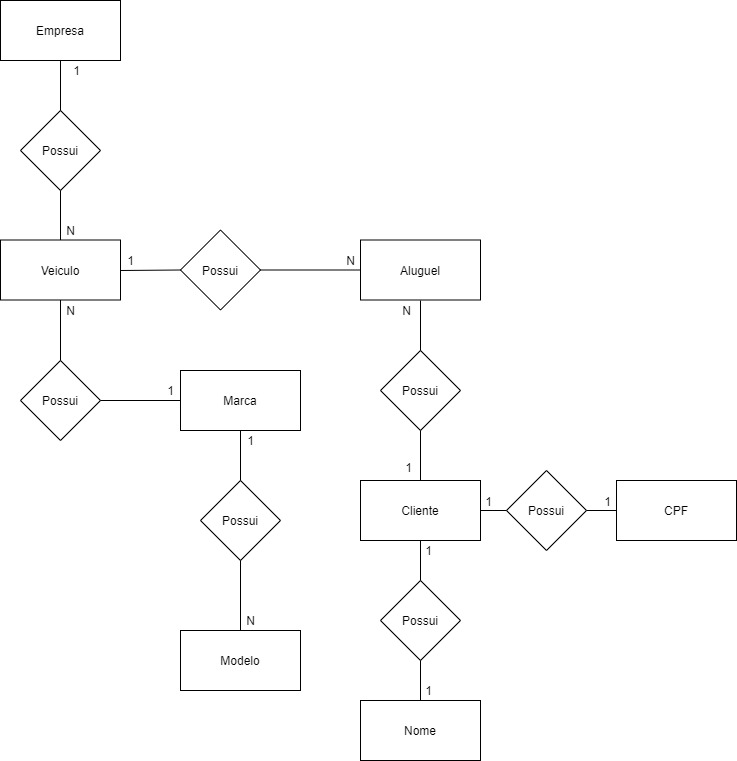 Empresa
1
Possui
N
Veiculo
1
Possui
N
Aluguel
N
Possui
1
Marca
1
Possui
N
Modelo
N
Possui
1
Cliente
1
Possui
1
CPF
1
Possui
1
Nome